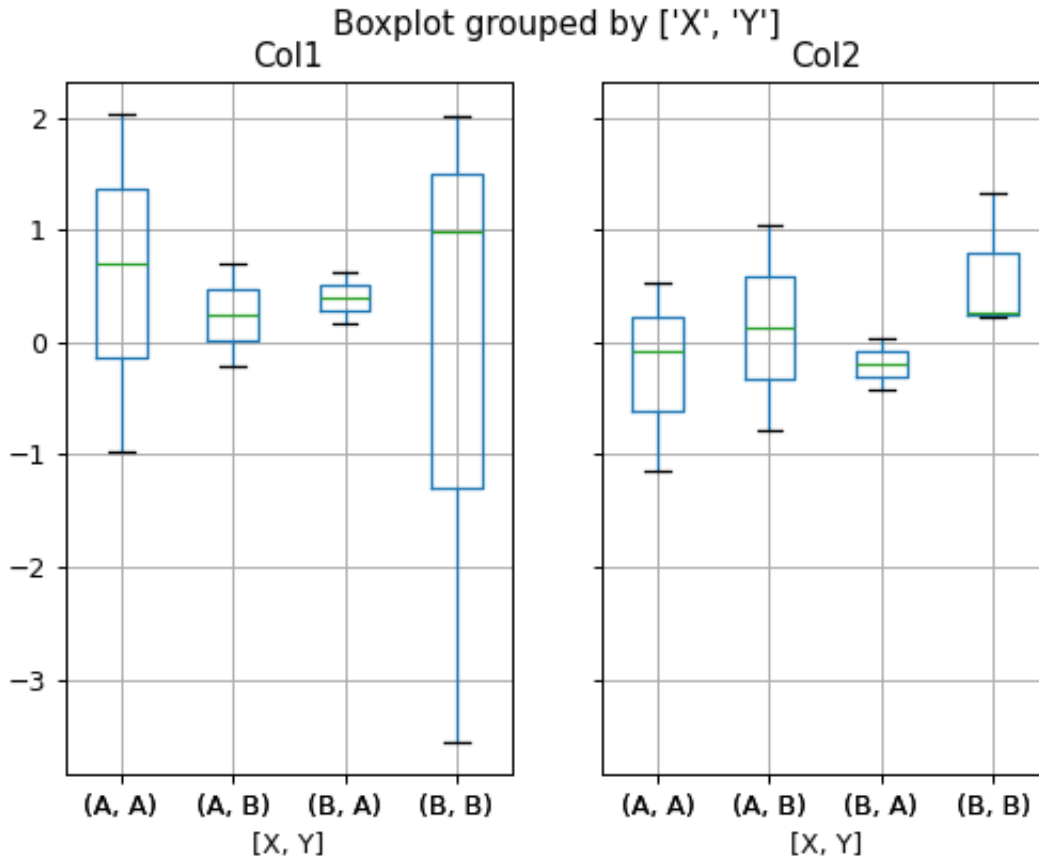 Boxplot grouped by ['X', 'Y']
Col1
Col2
2
1
0
−1
−2
−3
(A, A) (A, B) (B, A) (B, B)
[X, Y]
(A, A) (A, B) (B, A) (B, B)
[X, Y]